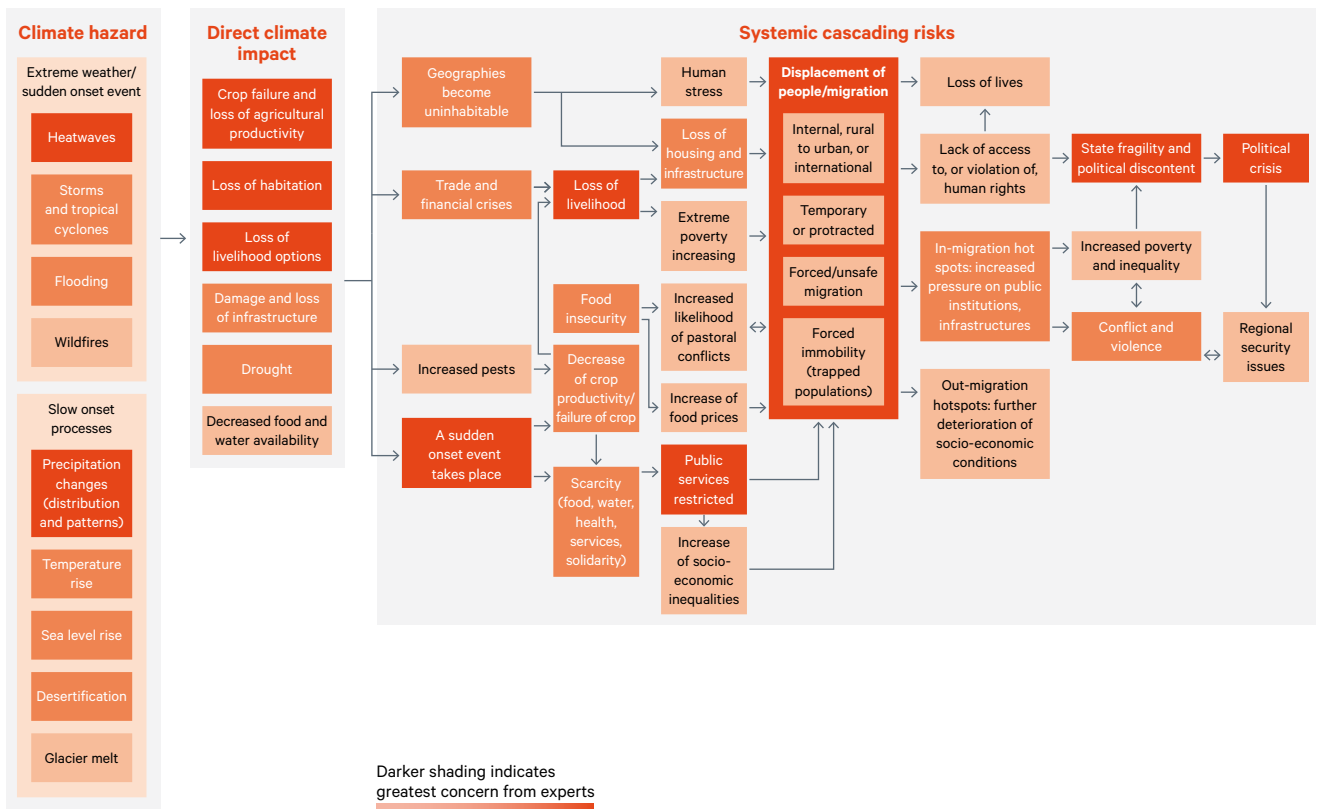 Climate hazard
Extreme weather/
sudden onset event
Heatwaves
Storms
and tropical
cyclones
Flooding
Wildfires
Slow onset
processes
Precipitation
changes
(distribution
and patterns)
Temperature
rise
Sea level rise
Desertification
Glacier melt
Direct climate
impact
Crop failure and
loss of agricultural
productivity
Loss of habitation
Loss of
livelihood options
Damage and loss
of infrastructure
Drought
Decreased food and
water availability
Systemic cascading risks
Geographies
become
uninhabitable
Trade and
financial crises
Increased pests
A sudden
onset event
takes place
Loss of
livelihood
Food
insecurity
Decrease
of crop
productivity/
failure of crop
Scarcity
(food, water,
health,
services,
solidarity)
Human
stress
Loss of
housing and
infrastructure
Extreme
poverty
increasing
Increased
likelihood
of pastoral
conflicts
Increase of
food prices
Public
services
restricted
Increase
of socio-
economic
inequalities
Displacement of
people/migration
Internal, rural
to urban, or
international
Temporary
or protracted
Forced/unsafe
migration
Forced
immobility
(trapped
populations)
Loss of lives
Lack of access
to, or violation of,
human rights
In-migration hot
spots: increased
pressure on public
institutions,
infrastructures
Out-migration
hotspots: further
deterioration of
socio-economic
conditions
State fragility and
political discontent
Increased poverty
and inequality
Conflict and
violence
Political
crisis
Regional
security
issues
Darker shading indicates
greatest concern from experts